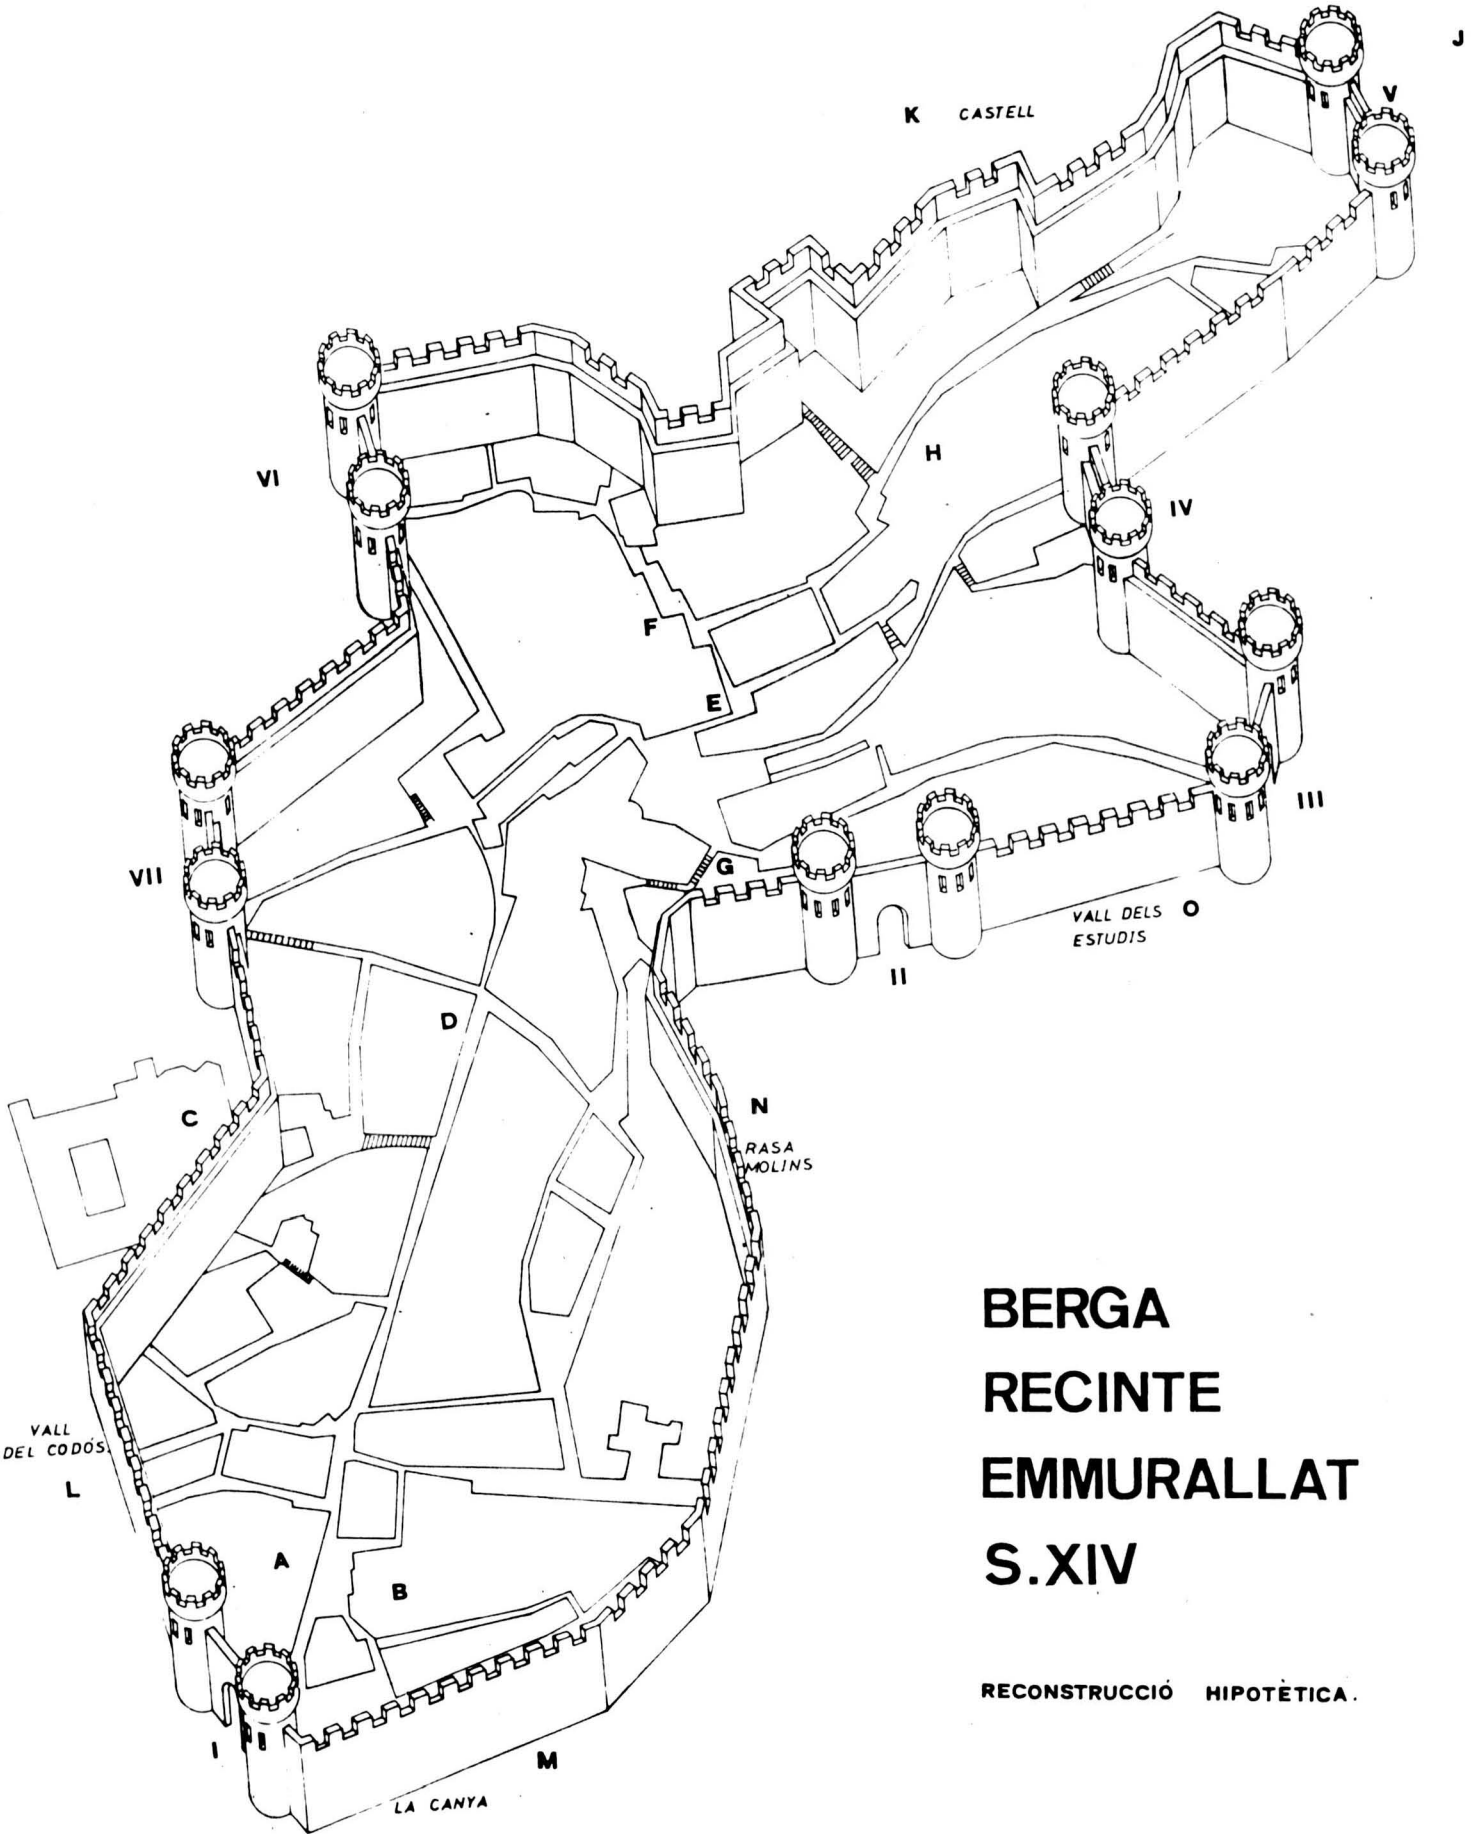 J
V
K CASTELL
H
VI
IV
F
E
III
VII
G
VALL DELS O
ESTUDIS
II
D
C
N
RASA
MOLINS
BERGA
RECINTE
EMMURALLAT
S.XIV
VALL
DEL CODÓS.
L
A
B
RECONSTRUCCIÓ HIPOTÈTICA.
I
M
LA CANYA